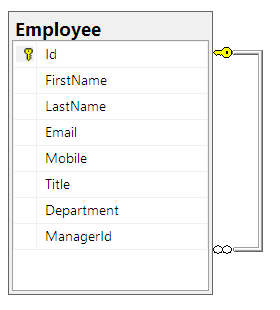 Employee
Id
FirstName
LastName
Email
Mobile
Title
Department
ManagerId